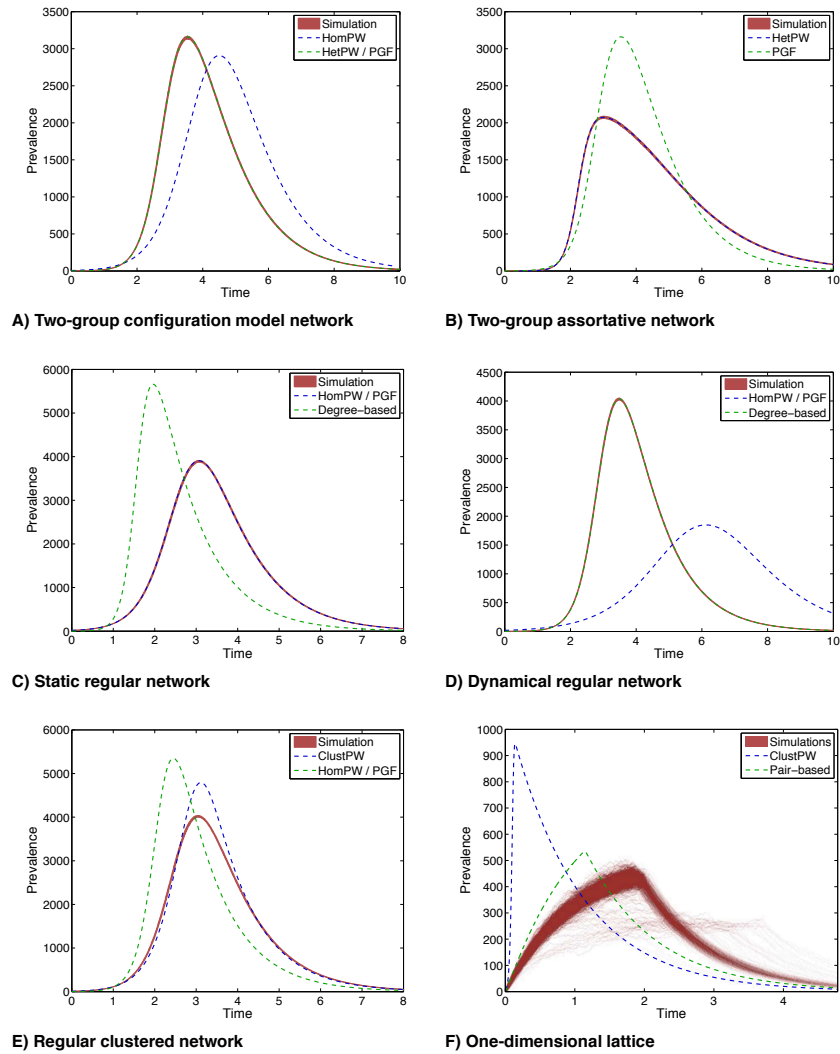 3500
3000
2500
2000
1500
1000
500
0
Prevalence
Simulation
HomPW
HetPW / PGF
0 2 4 6 8 10
Time
A) Two-group configuration model network
3500
3000
2500
2000
1500
1000
500
0
Prevalence
Simulation
HetPW
PGF
0 2 4 6 8 10
Time
B) Two-group assortative network
6000
5000
4000
3000
2000
1000
0
Prevalence
Simulation
HomPW / PGF
Degree-based
0 1 2 3 4 5 6 7 8
Time
C) Static regular network
4500
4000
3500
3000
2500
2000
1500
1000
500
0
Prevalence
Simulation
HomPW / PGF
Degree-based
0 2 4 6 8 10
Time
D) Dynamical regular network
6000
5000
4000
3000
2000
1000
0
Prevalence
Simulation
ClustPW
HomPW / PGF
0 1 2 3 4 5 6 7 8
Time
E) Regular clustered network
1000
900
800
700
600
500
400
300
200
100
0
Prevalence
Simulations
ClustPW
Pair-based
0 1 2 3 4
Time
F) One-dimensional lattice